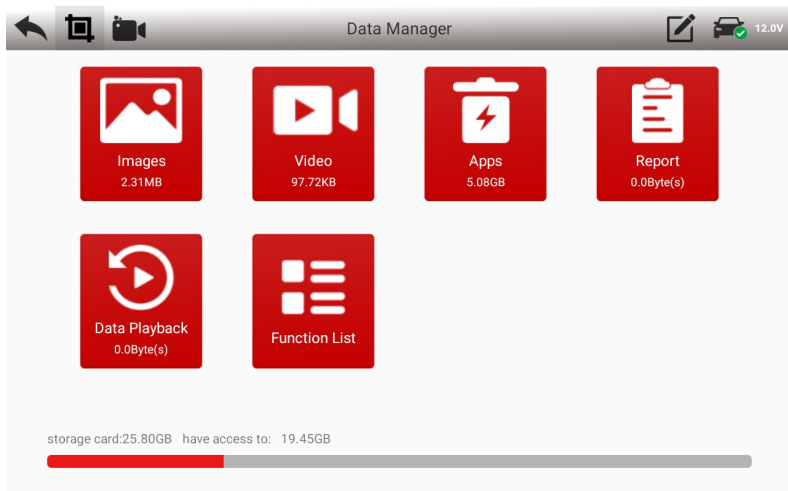 Data Manager
12.0V
Images
2.31MB
Video
97.72KB
Apps
5.08GB
Report
0.0Byte(s)
Data Playback
0.0Byte(s)
Function List
storage card:25.80GB have access to: 19.45GB